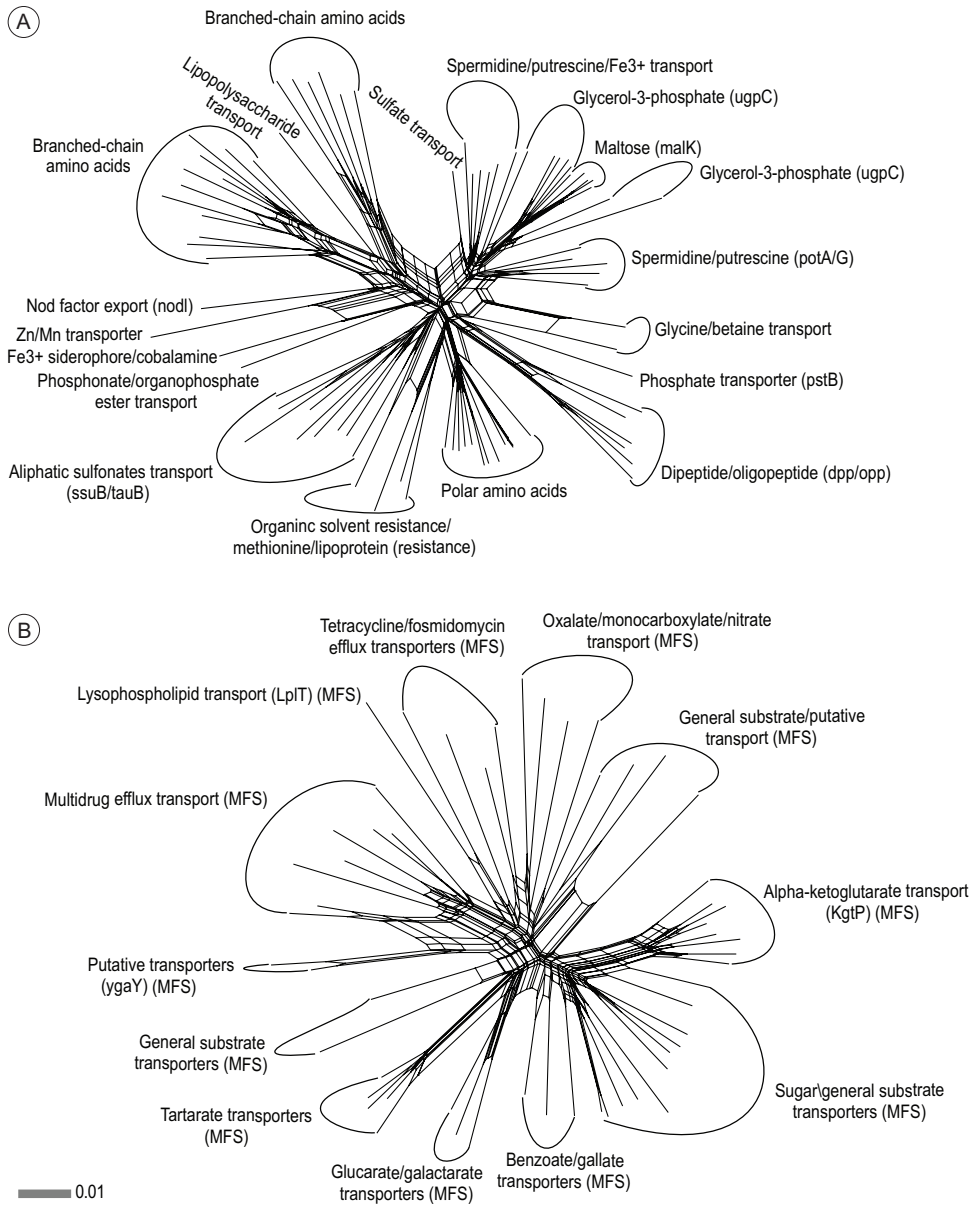 A
Branched-chain amino acids
Lipopolysaccharide
transport
Sulfate transport
Spermidine/putrescine/Fe3+ transport
Glycerol-3-phosphate (ugpC)
Maltose (malK)
Glycerol-3-phosphate (ugpC)
Branched-chain
amino acids
Spermidine/putrescine (potA/G)
Nod factor export (nodI)
Zn/Mn transporter
Fe3+ siderophore/cobalamine
Phosphonate/organophosphate
ester transport
Glycine/betaine transport
Phosphate transporter (pstB)
Aliphatic sulfonates transport
(ssuB/tauB)
Organinc solvent resistance/
methionine/lipoprotein (resistance)
Polar amino acids
Dipeptide/oligopeptide (dpp/opp)
B
Tetracycline/fosmidomycin
efflux transporters (MFS)
Oxalate/monocarboxylate/nitrate
transport (MFS)
Lysophospholipid transport (LplT) (MFS)
General substrate/putative
transport (MFS)
Multidrug efflux transport (MFS)
Alpha-ketoglutarate transport
(KgtP) (MFS)
Putative transporters
(ygaY) (MFS)
General substrate
transporters (MFS)
Tartarate transporters
(MFS)
Glucarate/galactarate
transporters (MFS)
Benzoate/gallate
transporters (MFS)
Sugar\general substrate
transporters (MFS)
0.01